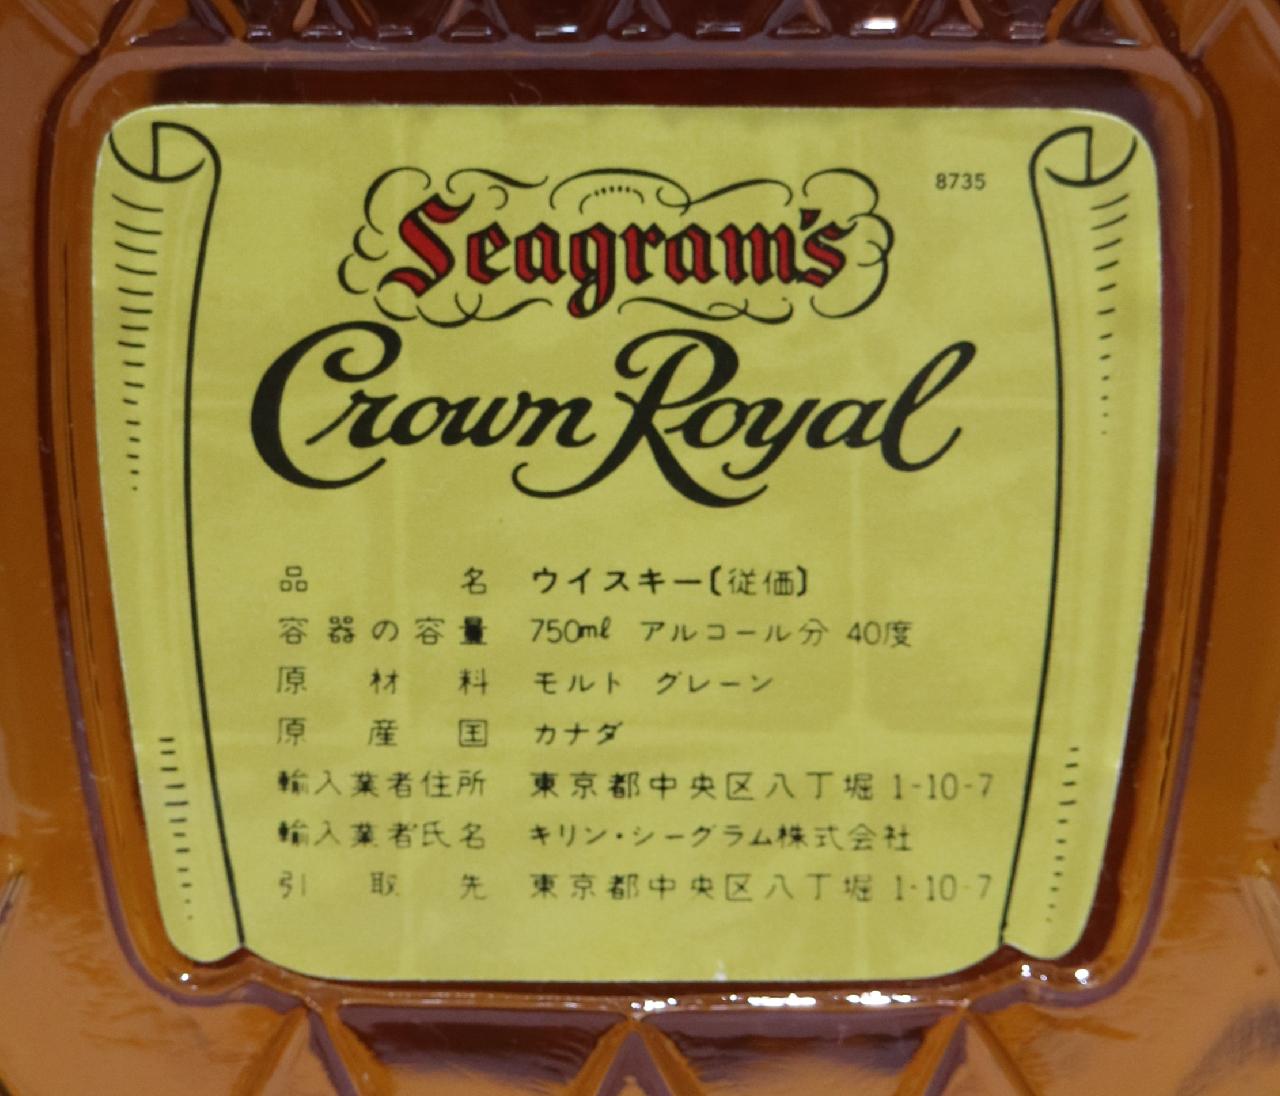 8735
Seagram's
Crown Royal
品名 ウイスキー〔従価〕
容器の容量 750ml アルコール分 40度
原材料 モルト グレーン
原産国 カナダ
輸入業者住所 東京都中央区八丁堀 1-10-7
輸入業者氏名 キリン・シーグラム株式会社
引取先 東京都中央区八丁堀 1-10-7